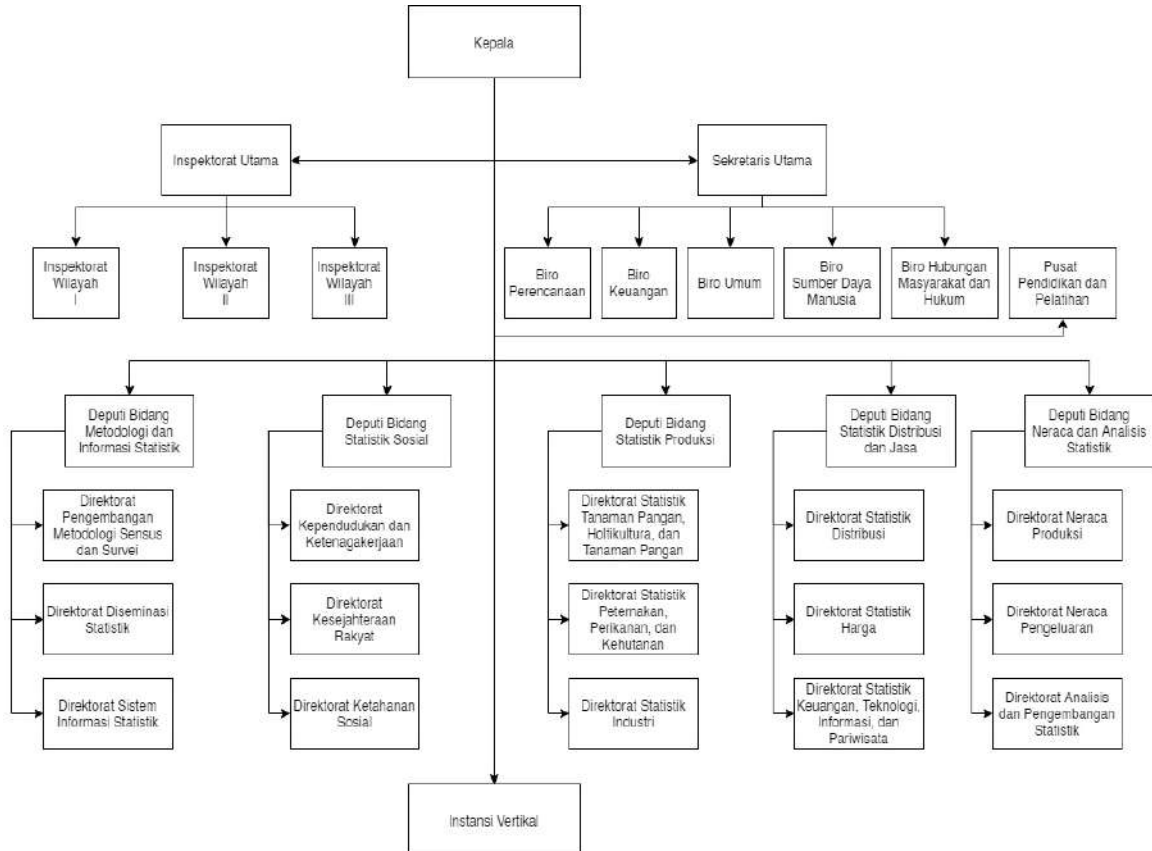 Kepala
Inspektorat Utama
Sekretaris Utama
Inspektorat
Wilayah
I
Inspektorat
Wilayah
II
Inspektorat
Wilayah
III
Biro
Perencanaan
Biro
Keuangan
Biro Umum
Biro
Sumber Daya
Manusia
Biro Hubungan
Masyarakat dan
Hukum
Pusat
Pendidikan dan
Pelatihan
Deputi Bidang
Metodologi dan
Informasi Statistik
Deputi Bidang
Statistik Sosial
Deputi Bidang
Statistik Produksi
Deputi Bidang
Statistik Distribusi
dan Jasa
Deputi Bidang
Neraca dan Analisis
Statistik
Direktorat
Pengembangan
Metodologi Sensus
dan Survei
Direktorat
Kependudukan dan
Ketenagakerjaan
Direktorat Statistik
Tanaman Pangan,
Holtikultura, dan
Tanaman Pangan
Direktorat Statistik
Distribusi
Direktorat Neraca
Produksi
Direktorat Diseminasi
Statistik
Direktorat
Kesejahteraan
Rakyat
Direktorat Statistik
Peternakan,
Perikanan, dan
Kehutanan
Direktorat Statistik
Harga
Direktorat Neraca
Pengeluaran
Direktorat Sistem
Informasi Statistik
Direktorat Ketahanan
Sosial
Direktorat Statistik
Industri
Direktorat Statistik
Keuangan, Teknologi,
Informasi, dan
Pariwisata
Direktorat Analisis
dan Pengembangan
Statistik
Instansi Vertikal